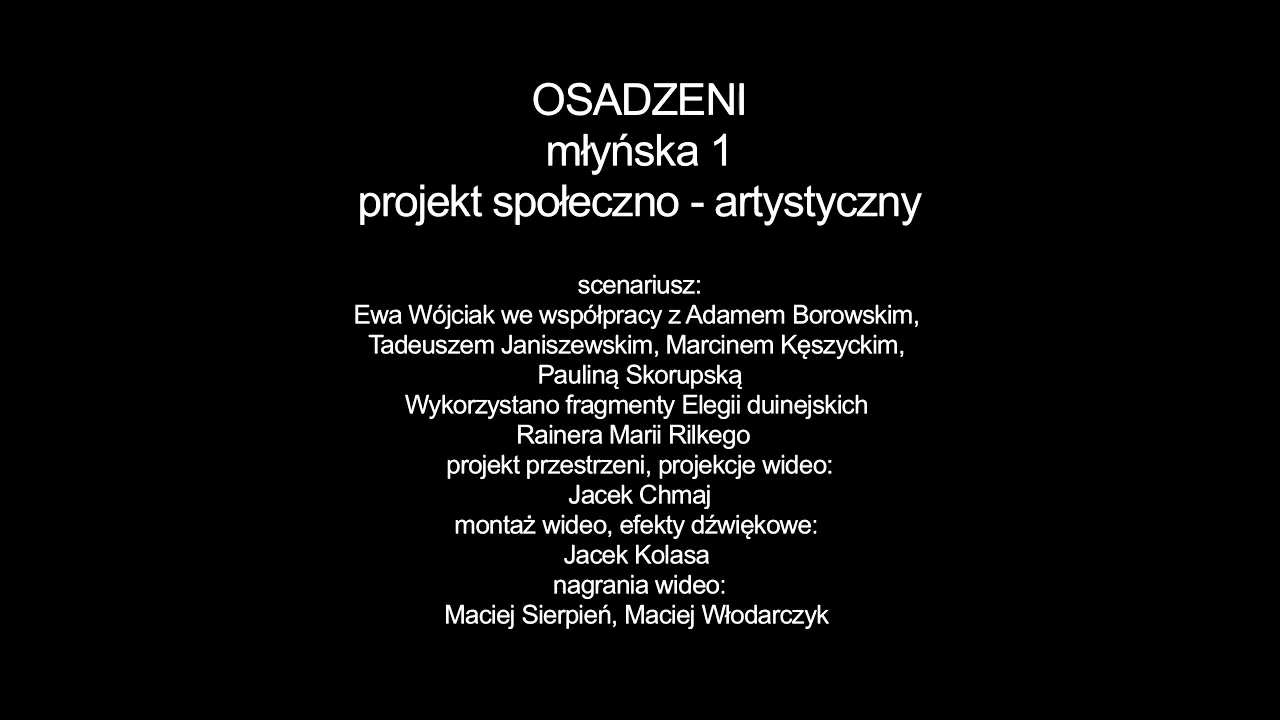 OSADZENI
młyńska 1
projekt społeczno - artystyczny
scenariusz:
Ewa Wójciak we współpracy z Adamem Borowskim,
Tadeuszem Janiszewskim, Marcinem Kęszyckim,
Pauliną Skorupską
Wykorzystano fragmenty Elegii duinejskich
Rainera Marii Rilkego
projekt przestrzeni, projekcje wideo:
Jacek Chmaj
montaż wideo, efekty dźwiękowe:
Jacek Kolasa
nagrania wideo:
Maciej Sierpień, Maciej Włodarczyk